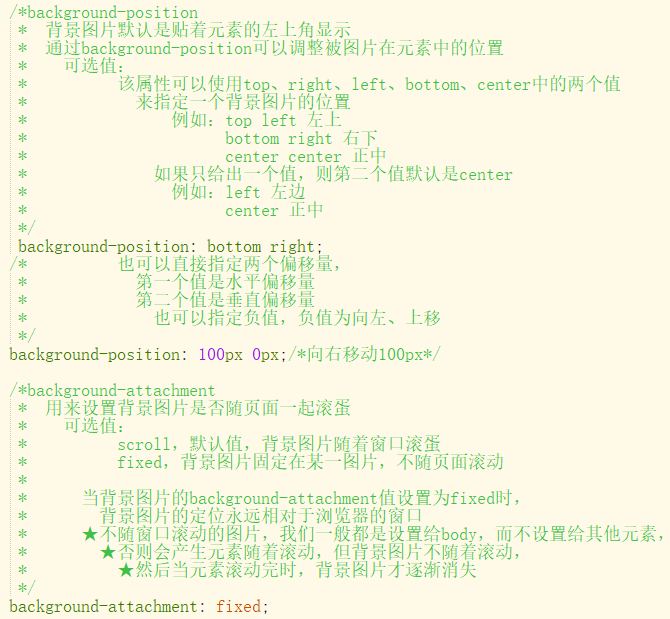 /*background-position
*  背景图片默认是贴着元素的左上角显示
*  通过background-position可以调整被图片在元素中的位置
*    可选值：
*          该属性可以使用top、right、left、bottom、center中的两个值
*            来指定一个背景图片的位置
*                例如：top left 左上
*                      bottom right 右下
*                      center center 正中
*              如果只给出一个值，则第二个值默认是center
*                例如：left 左边
*                      center 正中
*/
background-position: bottom right;
/*          也可以直接指定两个偏移量，
*            第一个值是水平偏移量
*            第二个值是垂直偏移量
*              也可以指定负值，负值为向左、上移
*/
background-position: 100px 0px;/*向右移动100px*/
/*background-attachment
*  用来设置背景图片是否随页面一起滚蛋
*    可选值：
*          scroll，默认值，背景图片随着窗口滚蛋
*          fixed，背景图片固定在某一图片，不随页面滚动
*
*      当背景图片的background-attachment值设置为fixed时，
*        背景图片的定位永远相对于浏览器的窗口
*      ★不随窗口滚动的图片，我们一般都是设置给body，而不设置给其他元素，
*        ★否则会产生元素随着滚动，但背景图片不随着滚动，
*          ★然后当元素滚动完时，背景图片才逐渐消失
*/
background-attachment: fixed;